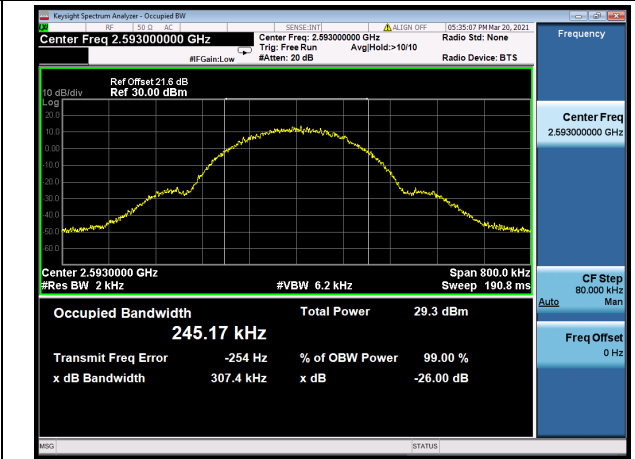 Keysight Spectrum Analyzer - Occupied BW
RF 50 Ω AC SENSE:INT ALIGN OFF 05:35:07 PM Mar 20, 2021
Center Freq 2.593000000 GHz
Center Freq: 2.593000000 GHz
Radio Std: None
Trig: Free Run Avg|Hold:>10/10
#IFGain:Low #Atten: 20 dB Radio Device: BTS
Ref Offset 21.6 dB
10 dB/div Ref 30.00 dBm
Log
20.0
10.0
0.00
-10.0
-20.0
-30.0
-40.0
-50.0
-60.0
Center 2.5930000 GHz Span 800.0 kHz
#Res BW 2 kHz #VBW 6.2 kHz Sweep 190.8 ms
Occupied Bandwidth Total Power 29.3 dBm
245.17 kHz
Transmit Freq Error -254 Hz % of OBW Power 99.00 %
x dB Bandwidth 307.4 kHz x dB -26.00 dB
MSG STATUS
Frequency
Center Freq
2.593000000 GHz
CF Step
80.000 kHz
Auto Man
Freq Offset
0 Hz